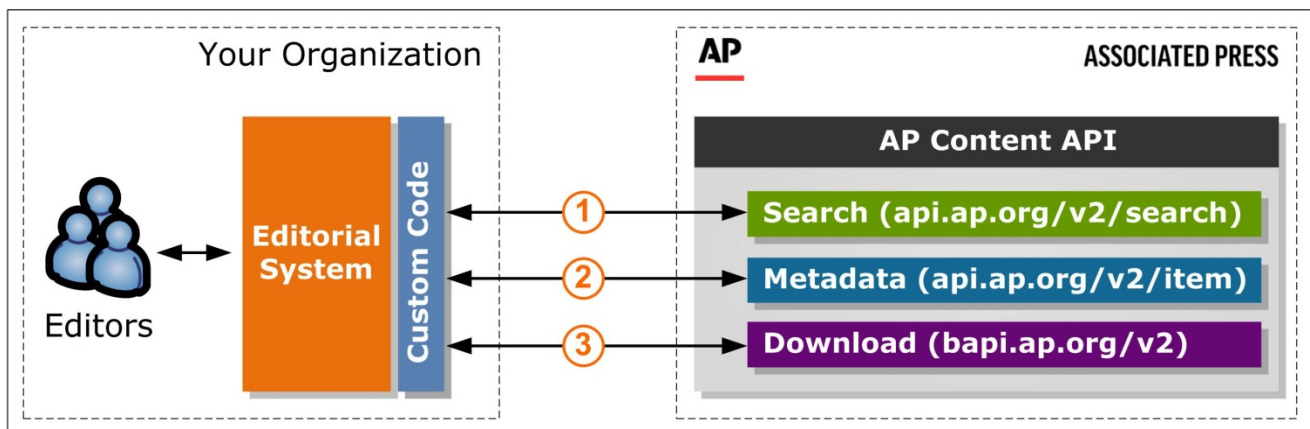 Your Organization
Editors
Editorial
System
Custom Code
1
2
3
AP
ASSOCIATED PRESS
AP Content API
Search (api.ap.org/v2/search)
Metadata (api.ap.org/v2/item)
Download (bapi.ap.org/v2)